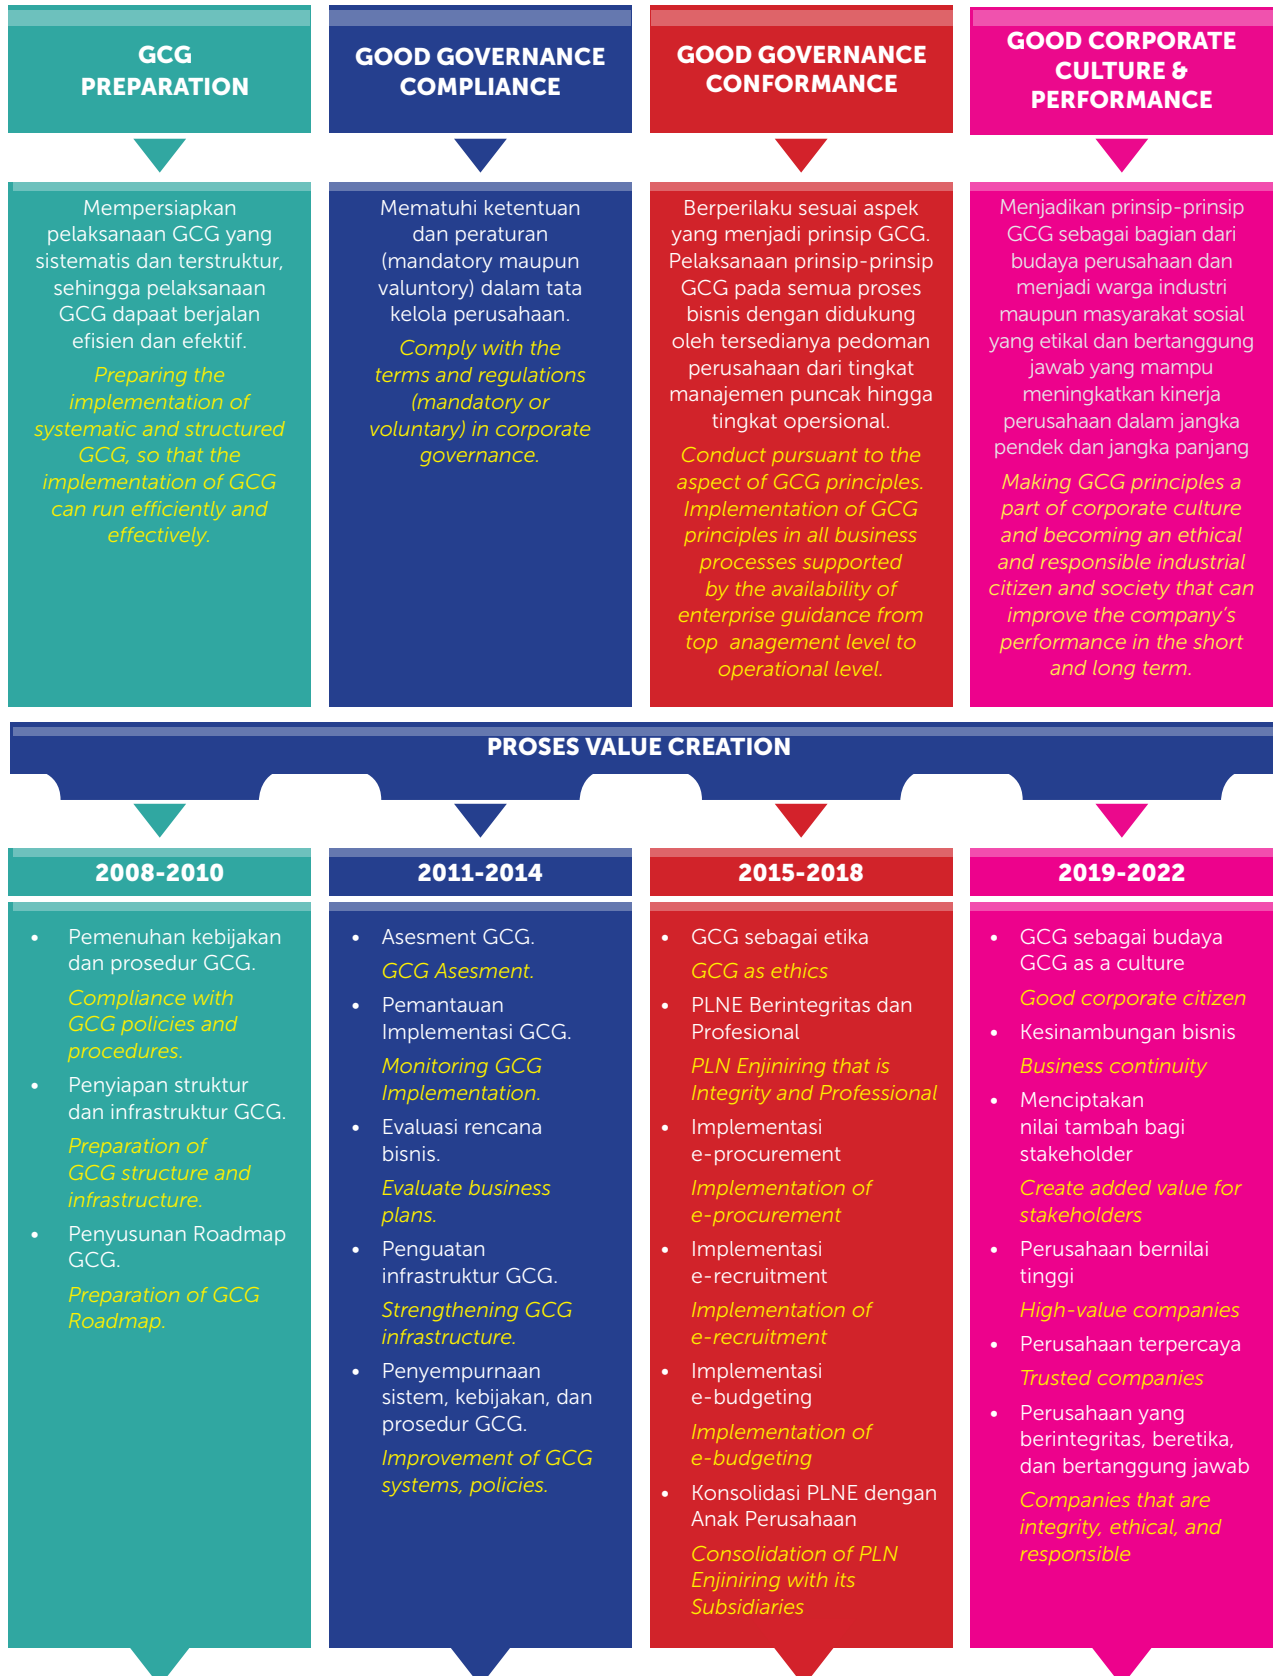 GCG
PREPARATION
Mempersiapkan
pelaksanaan GCG yang
sistematis dan terstruktur,
sehingga pelaksanaan
GCG dapaat berjalan
efisien dan efektif.
Preparing the
implementation of
systematic and structured
GCG, so that the
implementation of GCG
can run efficiently and
effectively.
GOOD GOVERNANCE
COMPLIANCE
Mematuhi ketentuan
dan peraturan
(mandatory maupun
valuntory) dalam tata
kelola perusahaan.
Comply with the
terms and regulations
(mandatory or
voluntary) in corporate
governance.
GOOD GOVERNANCE
CONFORMANCE
Berperilaku sesuai aspek
yang menjadi prinsip GCG.
Pelaksanaan prinsip-prinsip
GCG pada semua proses
bisnis dengan didukung
oleh tersedianya pedoman
perusahaan dari tingkat
manajemen puncak hingga
tingkat opersional.
Conduct pursuant to the
aspect of GCG principles.
Implementation of GCG
principles in all business
processes supported
by the availability of
enterprise guidance from
top anagement level to
operational level.
GOOD CORPORATE
CULTURE &
PERFORMANCE
Menjadikan prinsip-prinsip
GCG sebagai bagian dari
budaya perusahaan dan
menjadi warga industri
maupun masyarakat sosial
yang etikal dan bertanggung
jawab yang mampu
meningkatkan kinerja
perusahaan dalam jangka
pendek dan jangka panjang
Making GCG principles a
part of corporate culture
and becoming an ethical
and responsible industrial
citizen and society that can
improve the company's
performance in the short
and long term.
PROSES VALUE CREATION
2008-2010
• Pemenuhan kebijakan
dan prosedur GCG.
Compliance with
GCG policies and
procedures.
• Penyiapan struktur
dan infrastruktur GCG.
Preparation of
GCG structure and
infrastructure.
• Penyusunan Roadmap
GCG.
Preparation of GCG
Roadmap.
2011-2014
• Asesment GCG.
GCG Asesment.
• Pemantauan
Implementasi GCG.
Monitoring GCG
Implementation.
• Evaluasi rencana
bisnis.
Evaluate business
plans.
• Penguatan
infrastruktur GCG.
Strengthening GCG
infrastructure.
• Penyempurnaan
sistem, kebijakan, dan
prosedur GCG.
Improvement of GCG
systems, policies.
2015-2018
• GCG sebagai etika
GCG as ethics
• PLNE Berintegritas dan
Profesional
PLN Enjiniring that is
Integrity and Professional
• Implementasi
e-procurement
Implementation of
e-procurement
• Implementasi
e-recruitment
Implementation of
e-recruitment
• Implementasi
e-budgeting
Implementation of
e-budgeting
• Konsolidasi PLNE dengan
Anak Perusahaan
Consolidation of PLN
Enjiniring with its
Subsidiaries
2019-2022
• GCG sebagai budaya
GCG as a culture
Good corporate citizen
• Kesinambungan bisnis
Business continuity
• Menciptakan
nilai tambah bagi
stakeholder
Create added value for
stakeholders
• Perusahaan bernilai
tinggi
High-value companies
• Perusahaan terpercaya
Trusted companies
• Perusahaan yang
berintegritas, beretika,
dan bertanggung jawab
Companies that are
integrity, ethical, and
responsible